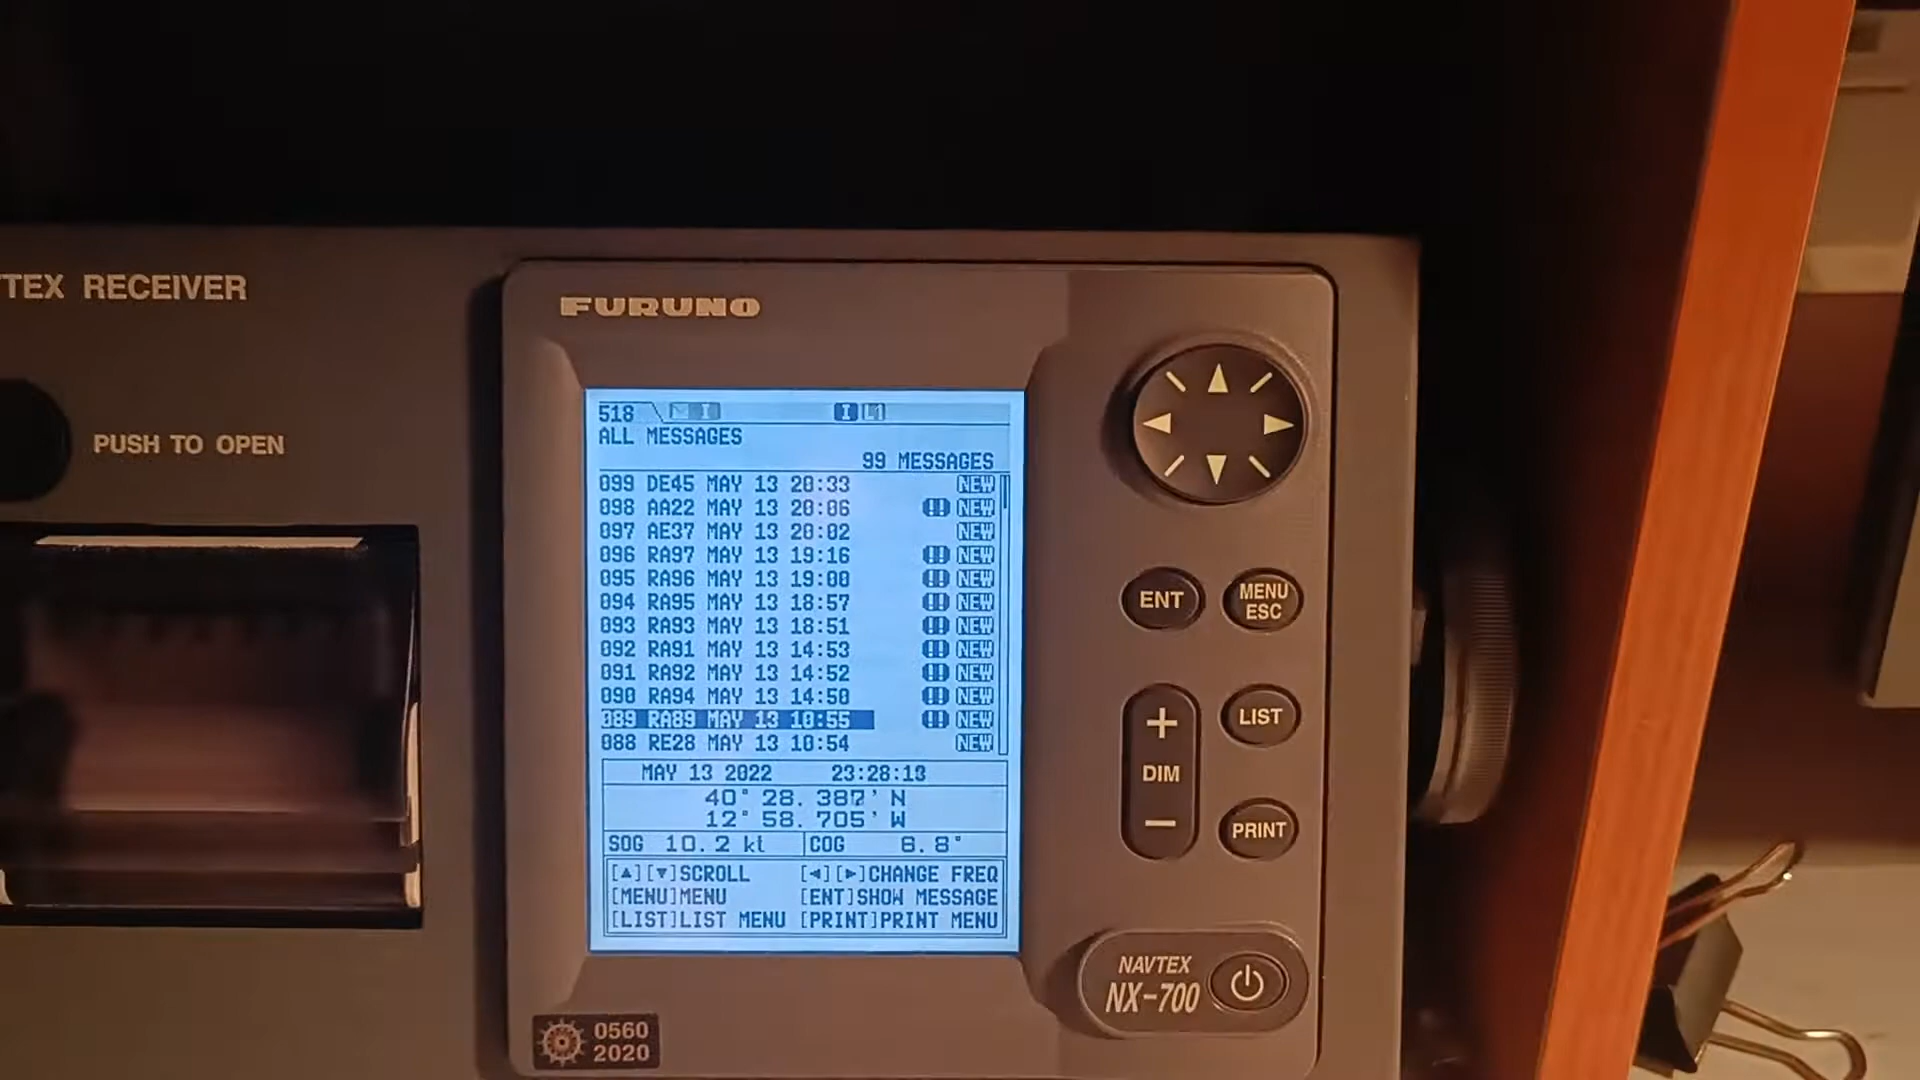 TEX RECEIVER
PUSH TO OPEN
FURUNO
518 I I L1
ALL MESSAGES
99 MESSAGES
099 DE45 MAY 13 20:33 NEW
098 AA22 MAY 13 20:06 !! NEW
097 AE37 MAY 13 20:02 NEW
096 RA97 MAY 13 19:16 !! NEW
095 RA96 MAY 13 19:00 !! NEW
094 RA95 MAY 13 18:57 !! NEW
093 RA93 MAY 13 18:51 !! NEW
092 RA91 MAY 13 14:53 !! NEW
091 RA92 MAY 13 14:52 !! NEW
090 RA94 MAY 13 14:50 !! NEW
089 RA89 MAY 13 10:55 !! NEW
088 RE28 MAY 13 10:54 NEW
MAY 13 2022 23:28:13
40° 28. 387' N
12° 58. 705' W
SOG 10.2 kt COG 6.8°
[▲][▼]SCROLL [◄][►]CHANGE FREQ
[MENU]MENU [ENT]SHOW MESSAGE
[LIST]LIST MENU [PRINT]PRINT MENU
ENT
MENU
ESC
+
DIM
−
LIST
PRINT
NAVTEX
NX-700
0560
2020